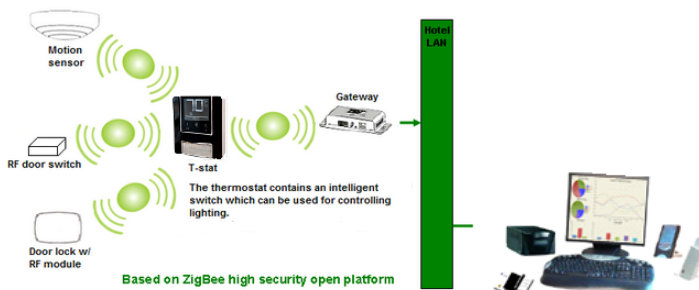 Hotel
LAN
Motion
sensor
Gateway
RF door switch
T-stat
The thermostat contains an intelligent
switch which can be used for controlling
lighting.
Door lock w/
RF module
Based on ZigBee high security open platform